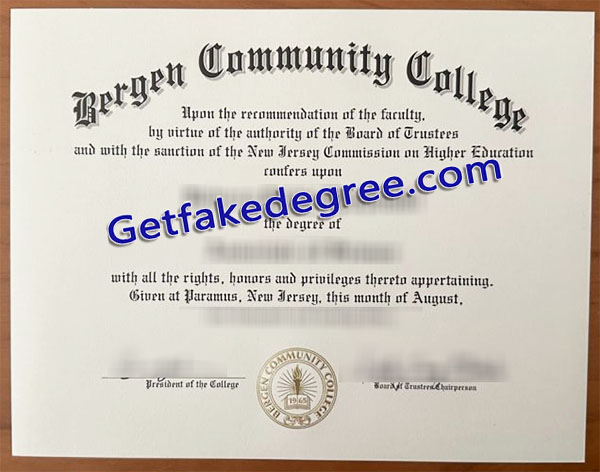 Bergen Community College
Upon the recommendation of the faculty,
by virtue of the authority of the Board of Trustees
and with the sanction of the New Jersey Commission on Higher Education
confers upon
Getfakedegree.com
the degree of
with all the rights, honors and privileges thereto appertaining.
Given at Paramus, New Jersey, this month of August,
President of the College
Board of Trustees Chairperson
BERGEN COMMUNITY COLLEGE
1965